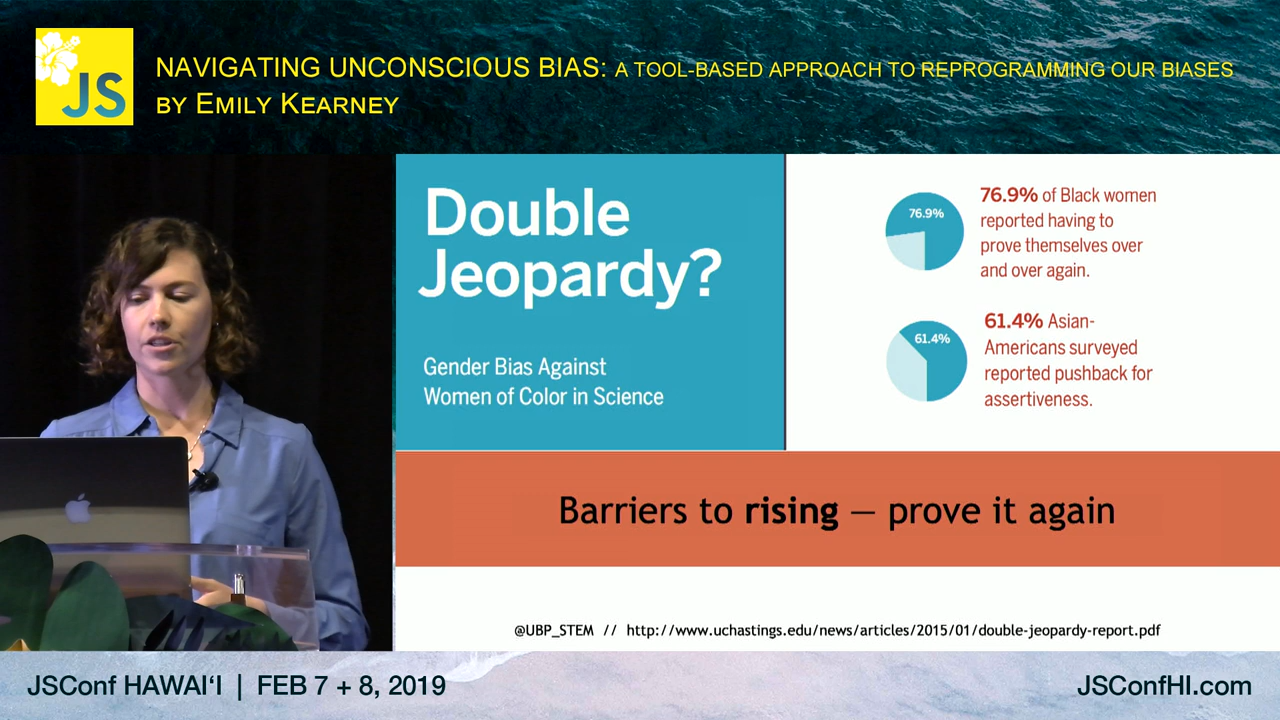 JS
NAVIGATING UNCONSCIOUS BIAS: A TOOL-BASED APPROACH TO REPROGRAMMING OUR BIASES
BY EMILY KEARNEY
Double
Jeopardy?
Gender Bias Against
Women of Color in Science
76.9%
76.9% of Black women
reported having to
prove themselves over
and over again.
61.4%
61.4% Asian-
Americans surveyed
reported pushback for
assertiveness.
Barriers to rising — prove it again
@UBP_STEM // http://www.uchastings.edu/news/articles/2015/01/double-jeopardy-report.pdf
JSConf HAWAI‘I | FEB 7 + 8, 2019
JSConfHI.com